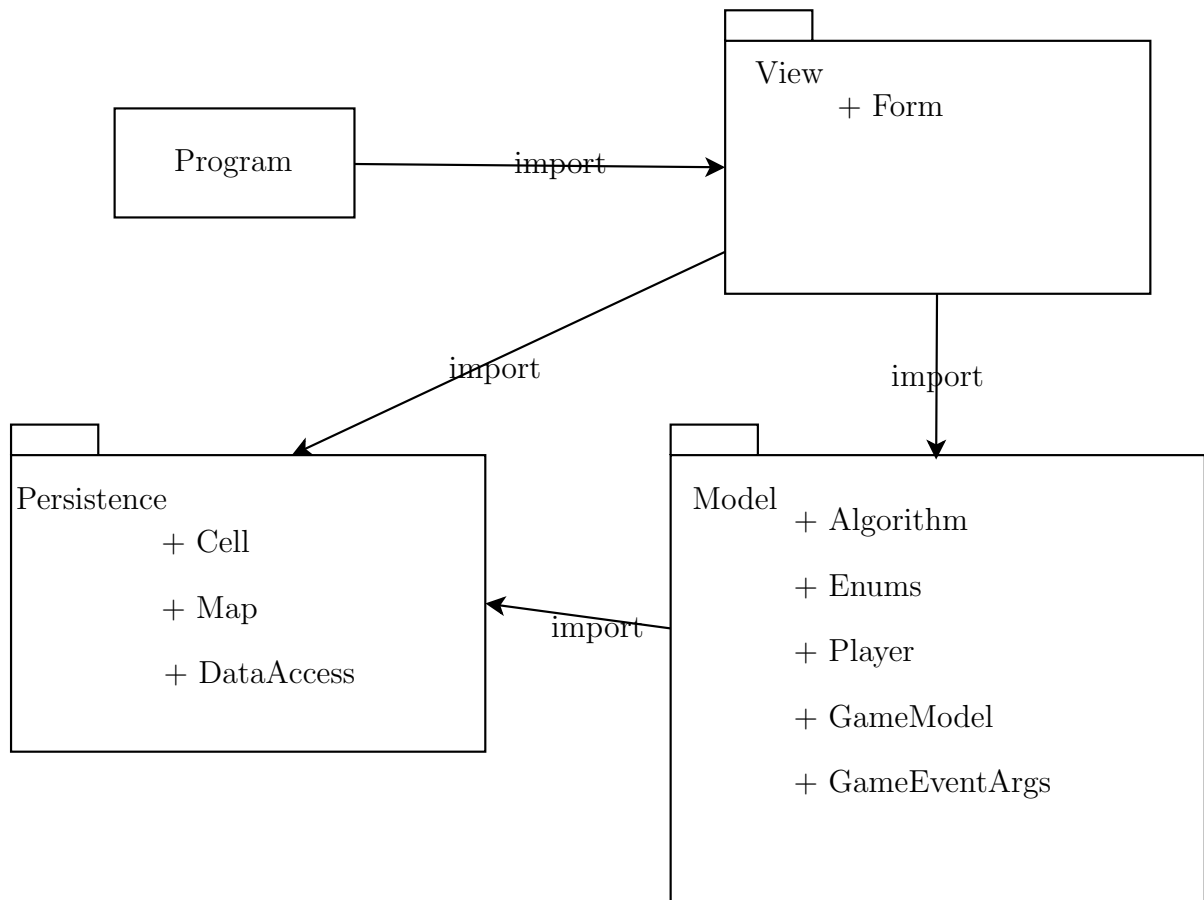 View
+ Form
Program
import
import
import
Persistence
+ Cell
+ Map
+ DataAccess
import
Model
+ Algorithm
+ Enums
+ Player
+ GameModel
+ GameEventArgs